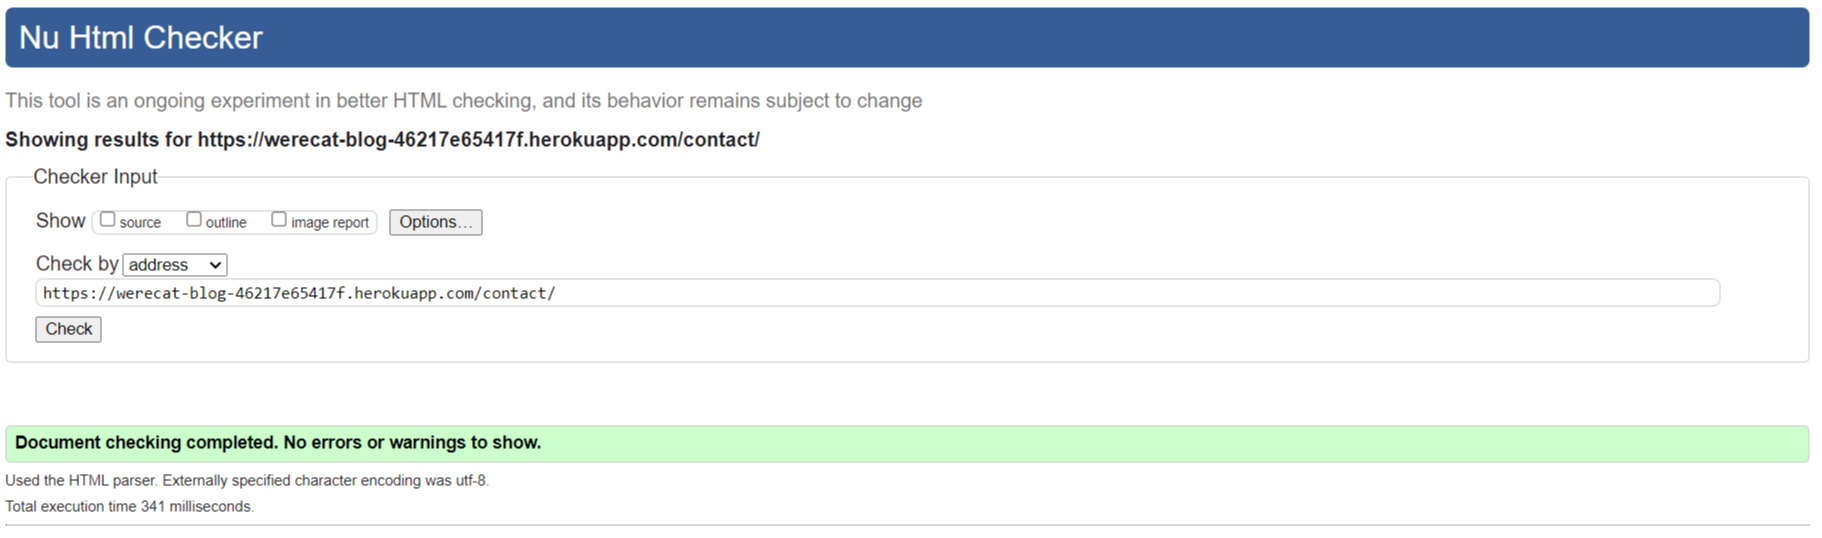 Nu Html Checker
This tool is an ongoing experiment in better HTML checking, and its behavior remains subject to change
Showing results for https://werecat-blog-46217e65417f.herokuapp.com/contact/
Checker Input
Show source outline image report Options...
Check by address
https://werecat-blog-46217e65417f.herokuapp.com/contact/
Check
Document checking completed. No errors or warnings to show.
Used the HTML parser. Externally specified character encoding was utf-8.
Total execution time 341 milliseconds.